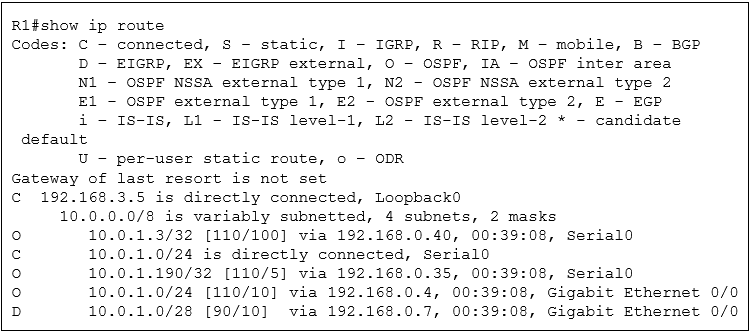 R1#show ip route
Codes: C - connected, S - static, I - IGRP, R - RIP, M - mobile, B - BGP
D - EIGRP, EX - EIGRP external, O - OSPF, IA - OSPF inter area
N1 - OSPF NSSA external type 1, N2 - OSPF NSSA external type 2
E1 - OSPF external type 1, E2 - OSPF external type 2, E - EGP
i - IS-IS, L1 - IS-IS level-1, L2 - IS-IS level-2 * - candidate
default
U - per-user static route, o - ODR
Gateway of last resort is not set
C 192.168.3.5 is directly connected, Loopback0
10.0.0.0/8 is variably subnetted, 4 subnets, 2 masks
O 10.0.1.3/32 [110/100] via 192.168.0.40, 00:39:08, Serial0
C 10.0.1.0/24 is directly connected, Serial0
O 10.0.1.190/32 [110/5] via 192.168.0.35, 00:39:08, Serial0
O 10.0.1.0/24 [110/10] via 192.168.0.4, 00:39:08, Gigabit Ethernet 0/0
D 10.0.1.0/28 [90/10] via 192.168.0.7, 00:39:08, Gigabit Ethernet 0/0